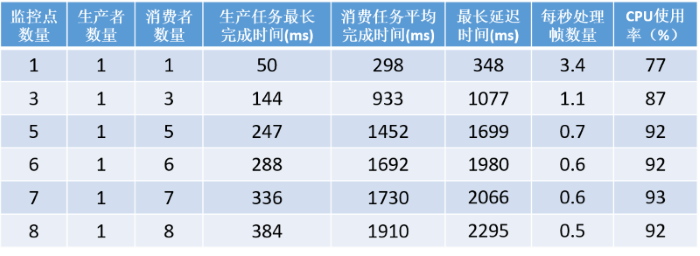 监控点数量 生产者数量 消费者数量 生产任务最长完成时间(ms) 消费任务平均完成时间(ms) 最长延迟时间(ms) 每秒处理帧数量 CPU使用率（%）
1 1 1 50 298 348 3.4 77
3 1 3 144 933 1077 1.1 87
5 1 5 247 1452 1699 0.7 92
6 1 6 288 1692 1980 0.6 92
7 1 7 336 1730 2066 0.6 93
8 1 8 384 1910 2295 0.5 92